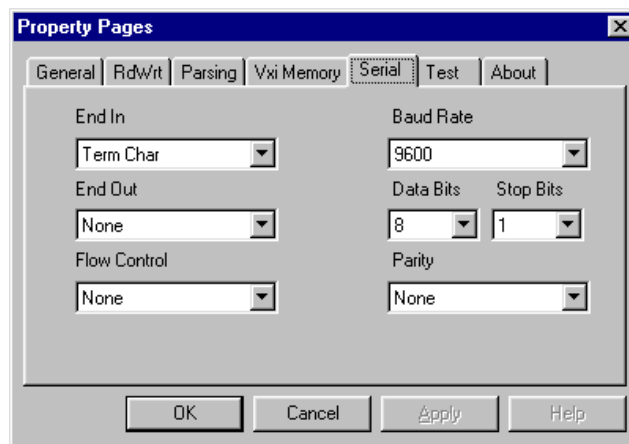 Property Pages
General RdWrt Parsing Vxi Memory Serial Test About
End In Baud Rate
Term Char 9600
End Out Data Bits Stop Bits
None 8 1
Flow Control Parity
None None
OK Cancel Apply Help